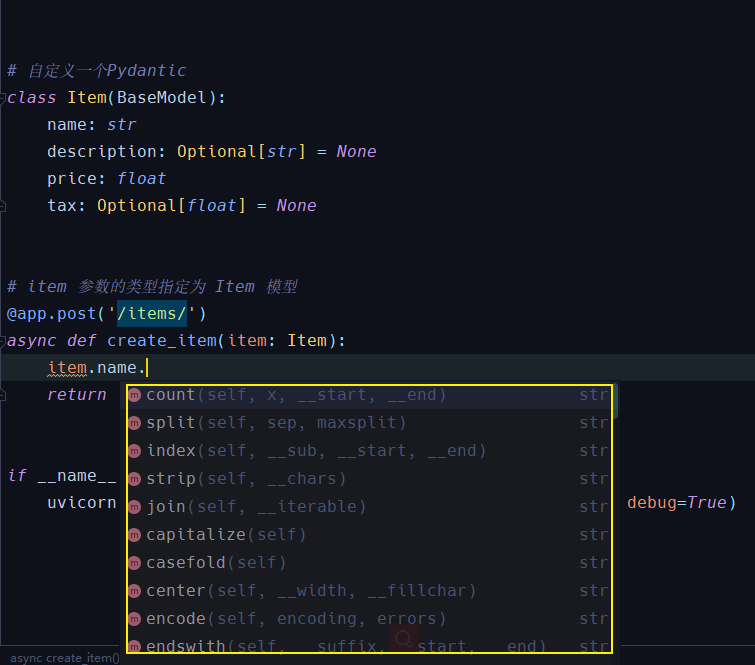 # 自定义一个Pydantic
class Item(BaseModel):
name: str
description: Optional[str] = None
price: float
tax: Optional[float] = None
# item 参数的类型指定为 Item 模型
@app.post('/items/')
async def create_item(item: Item):
item.name.
return
count(self, x, __start, __end) str
split(self, sep, maxsplit) str
index(self, __sub, __start, __end) str
strip(self, __chars) str
join(self, __iterable) str
capitalize(self) str
casefold(self) str
center(self, __width, __fillchar) str
encode(self, encoding, errors) str
endswith(self, __suffix, __start, __end) str
if __name__
uvicorn debug=True)
async create_item()